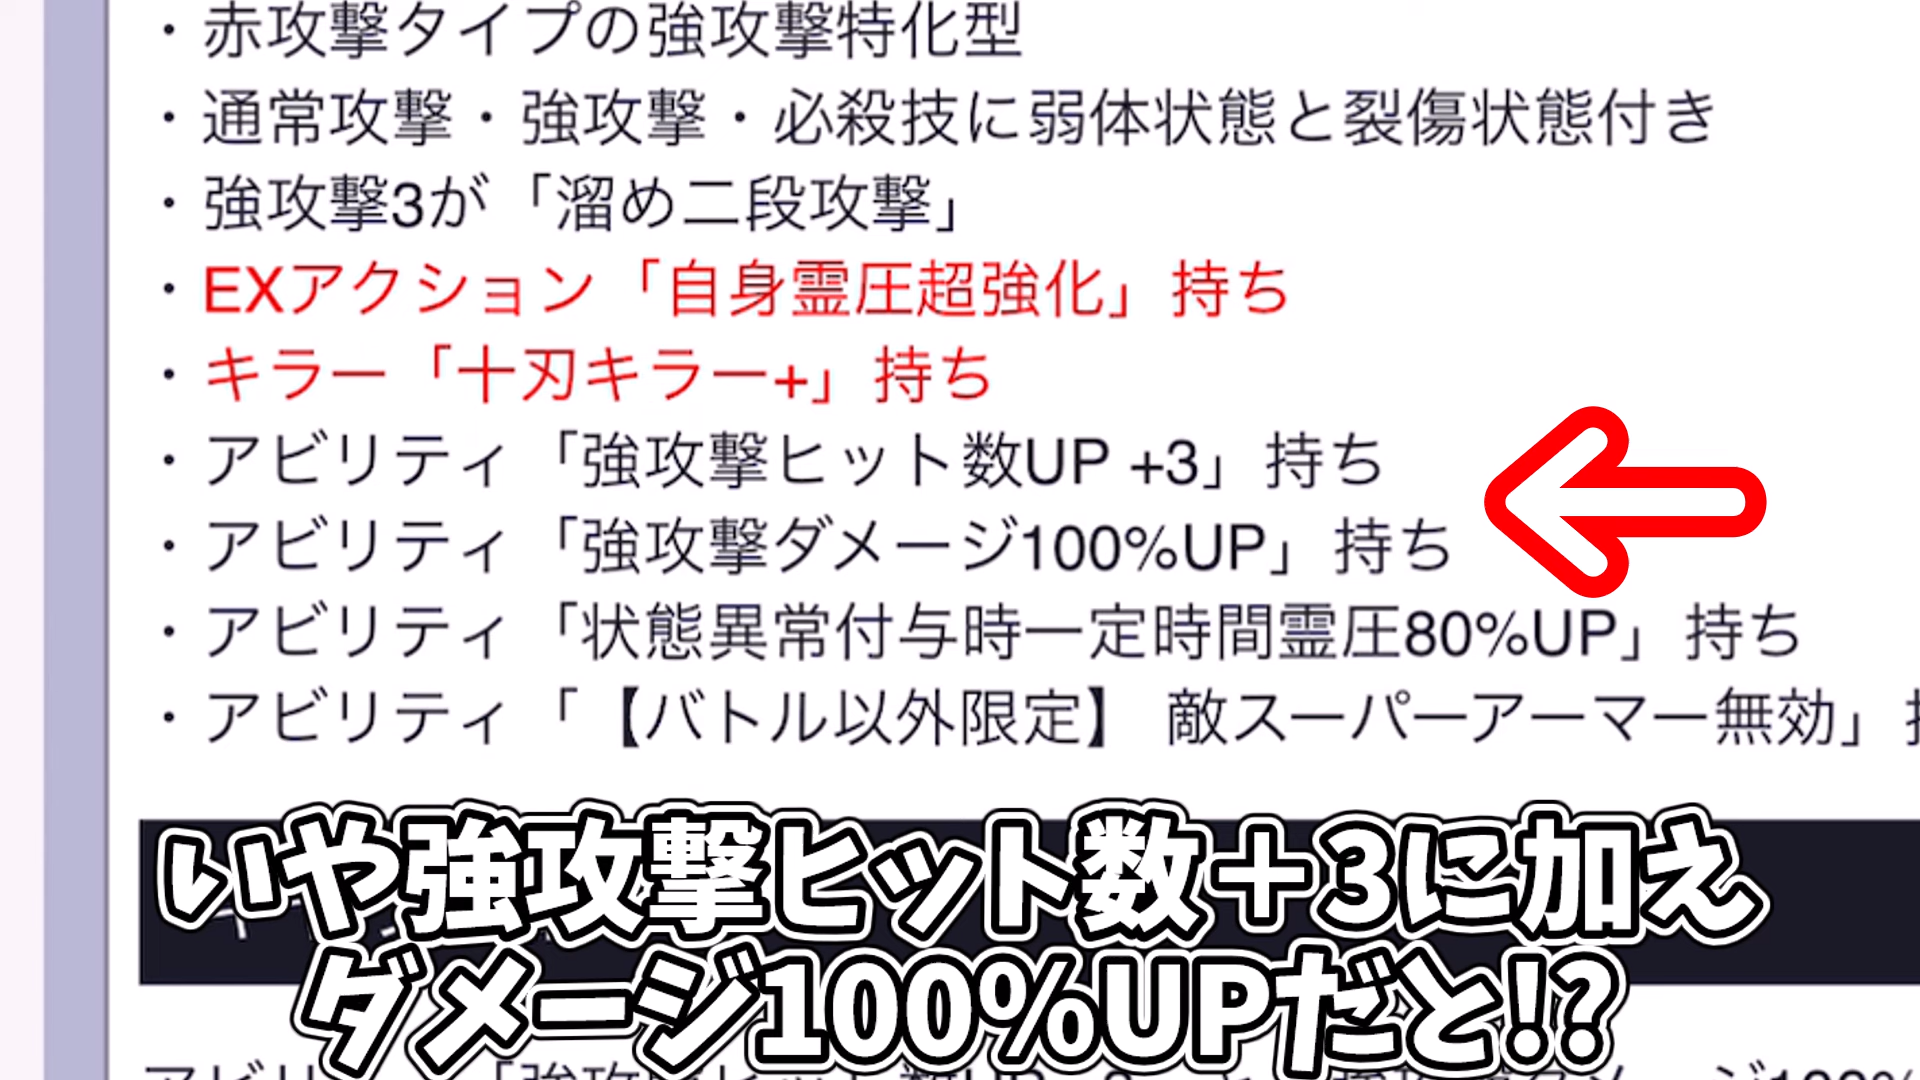 ・赤攻撃タイプの強攻撃特化型
・通常攻撃・強攻撃・必殺技に弱体状態と裂傷状態付き
・強攻撃3が「溜め二段攻撃」
・EXアクション「自身霊圧超強化」持ち
・キラー「十刃キラー+」持ち
・アビリティ「強攻撃ヒット数UP +3」持ち
・アビリティ「強攻撃ダメージ100%UP」持ち
・アビリティ「状態異常付与時一定時間霊圧80%UP」持ち
・アビリティ「【バトル以外限定】 敵スーパーアーマー無効」
いや強攻撃ヒット数＋3に加え
ダメージ100%UPだと!?